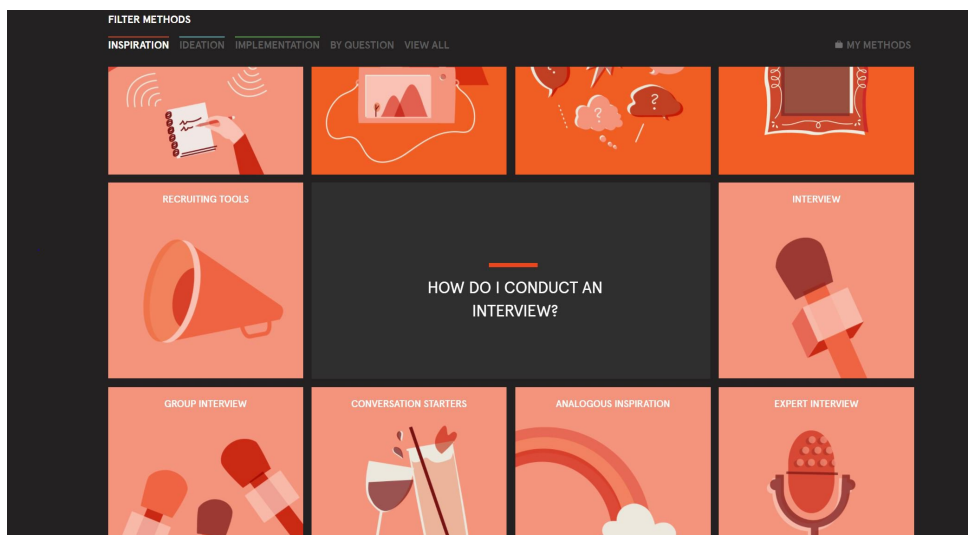 FILTER METHODS
INSPIRATION IDEATION IMPLEMENTATION BY QUESTION VIEW ALL MY METHODS
? ? ?
RECRUITING TOOLS
HOW DO I CONDUCT AN
INTERVIEW?
INTERVIEW
GROUP INTERVIEW CONVERSATION STARTERS ANALOGOUS INSPIRATION EXPERT INTERVIEW